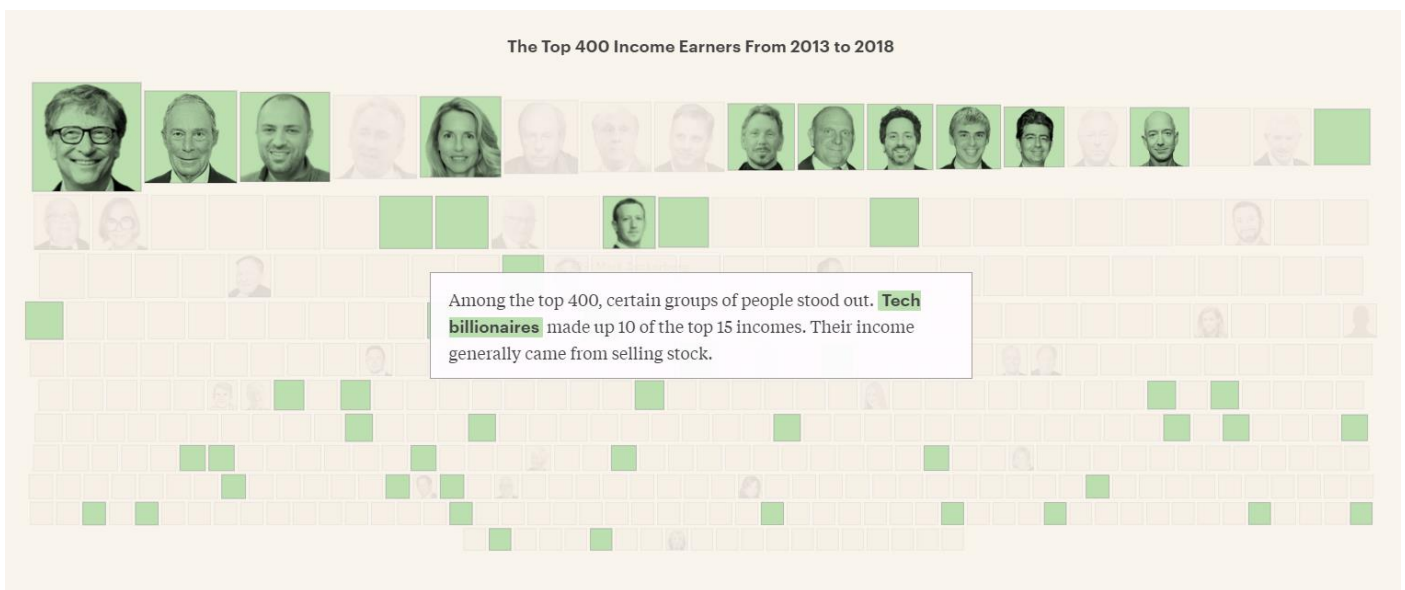 The Top 400 Income Earners From 2013 to 2018
Among the top 400, certain groups of people stood out. Tech
billionaires made up 10 of the top 15 incomes. Their income
generally came from selling stock.